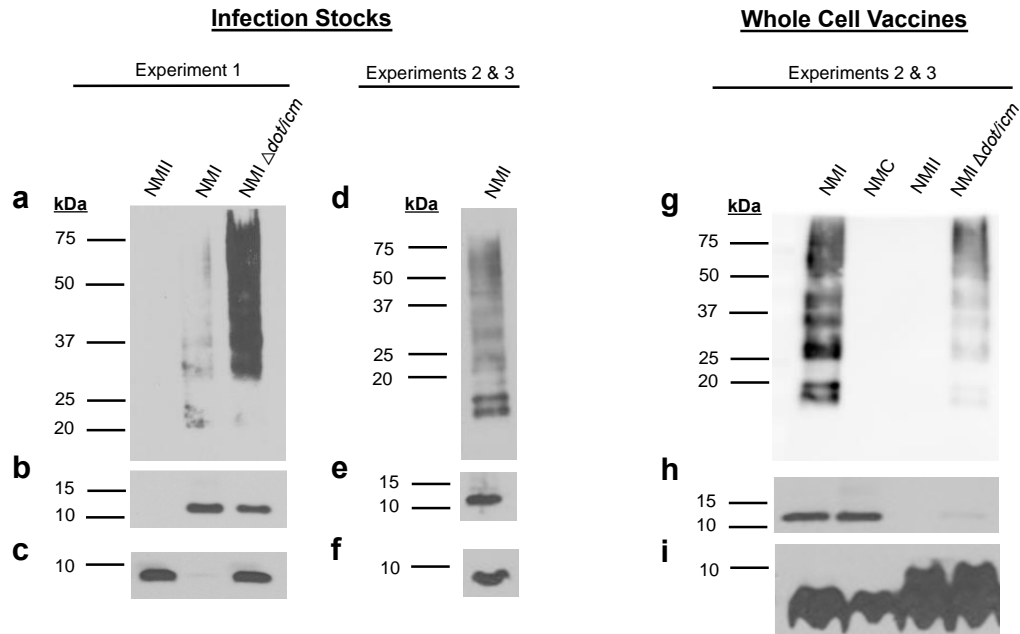 Infection Stocks
Whole Cell Vaccines
Experiment 1
Experiments 2 & 3
Experiments 2 & 3
NMII
NMI
NMI △dot/icm
NMI
NMI
NMC
NMII
NMI Δdot/icm
a
kDa
75
50
37
25
20
b
15
10
c
10
d
kDa
75
50
37
25
20
e
15
10
f
10
g
kDa
75
50
37
25
20
h
15
10
i
10